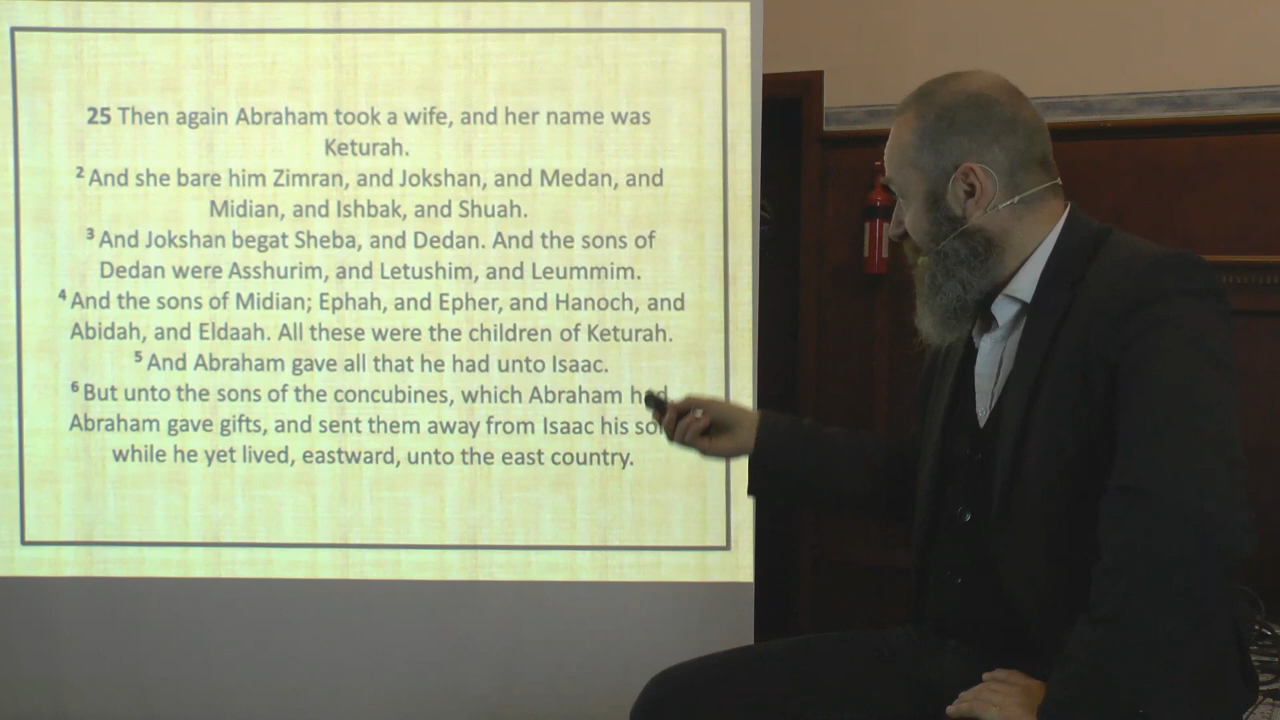 25 Then again Abraham took a wife, and her name was
Keturah.
2 And she bare him Zimran, and Jokshan, and Medan, and
Midian, and Ishbak, and Shuah.
3 And Jokshan begat Sheba, and Dedan. And the sons of
Dedan were Asshurim, and Letushim, and Leummim.
4 And the sons of Midian; Ephah, and Epher, and Hanoch, and
Abidah, and Eldaah. All these were the children of Keturah.
5 And Abraham gave all that he had unto Isaac.
6 But unto the sons of the concubines, which Abraham had
Abraham gave gifts, and sent them away from Isaac his
while he yet lived, eastward, unto the east country.